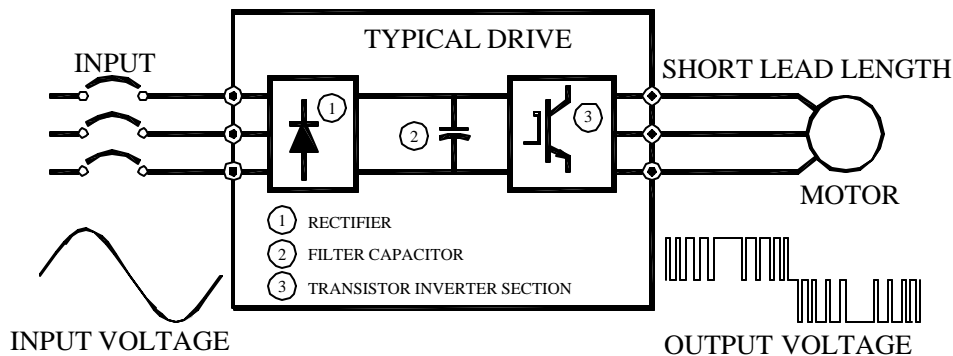 TYPICAL DRIVE
INPUT
SHORT LEAD LENGTH
1
2
3
MOTOR
1 RECTIFIER
2 FILTER CAPACITOR
3 TRANSISTOR INVERTER SECTION
INPUT VOLTAGE
OUTPUT VOLTAGE